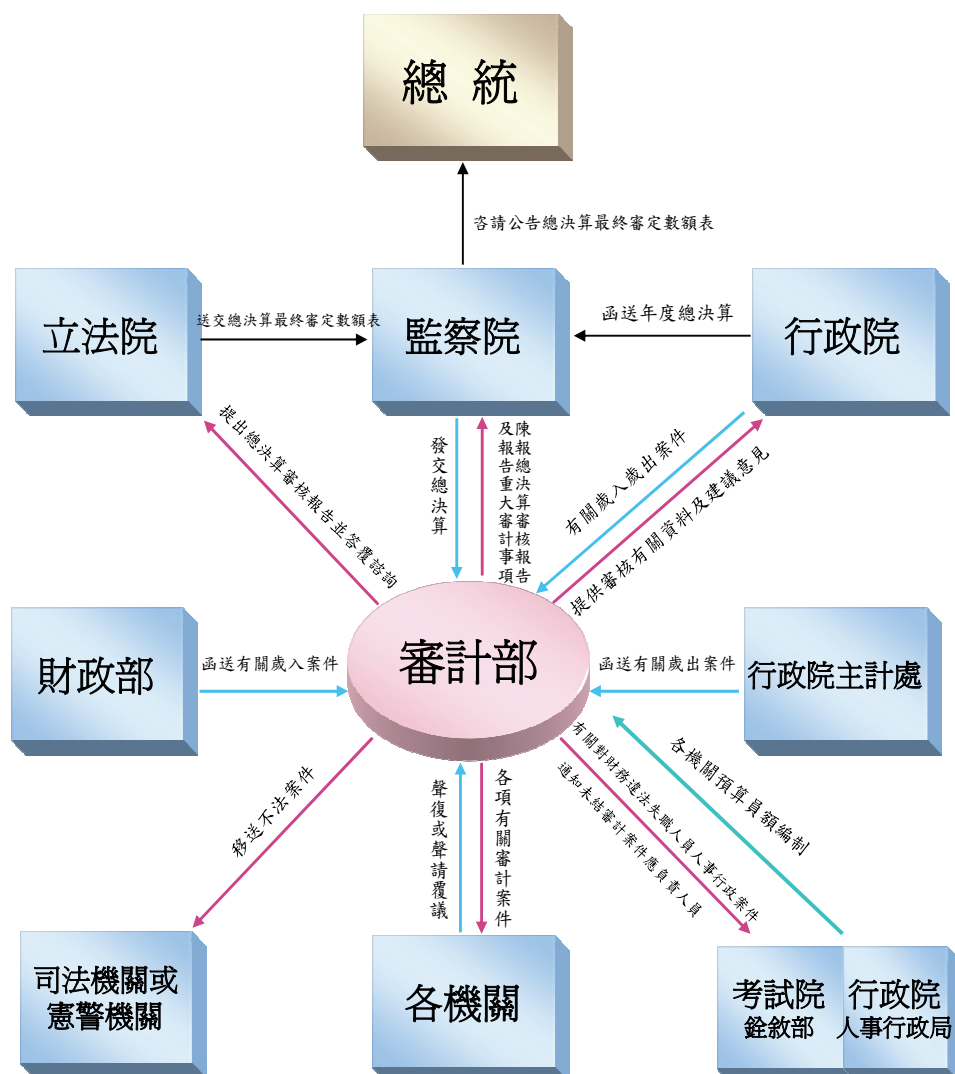 總統
咨請公告總決算最終審定數額表
立法院
送交總決算最終審定數額表
監察院
函送年度總決算
行政院
提出總決算審核報告並答覆諮詢
發交總決算
陳報總決算審核報告
及報告重大審計事項
有關歲入歲出案件
提供審核有關資料及建議意見
財政部
函送有關歲入案件
審計部
函送有關歲出案件
行政院主計處
移送不法案件
聲復或聲請覆議
各項有關審計案件
有關對財務違法失職人員人事行政案件
通知未結審計案件應負責人員
各機關預算員額編制
司法機關或
憲警機關
各機關
考試院
銓敘部
行政院
人事行政局